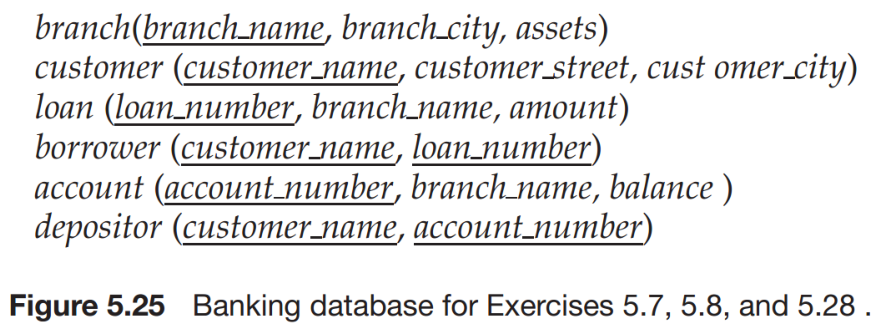 branch(branch_name, branch_city, assets)
customer (customer_name, customer_street, cust omer_city)
loan (loan_number, branch_name, amount)
borrower (customer_name, loan_number)
account (account_number, branch_name, balance )
depositor (customer_name, account_number)
Figure 5.25 Banking database for Exercises 5.7, 5.8, and 5.28 .